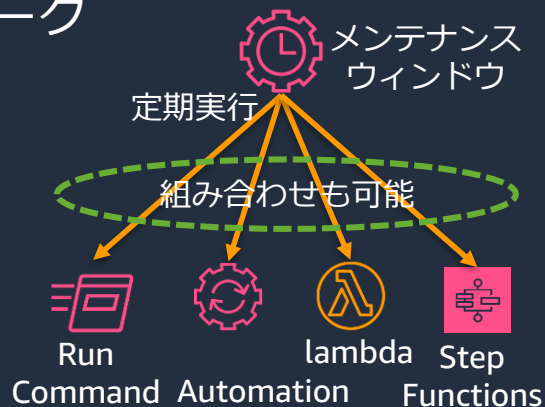 ーク
メンテナンス
ウィンドウ
定期実行
組み合わせも可能
Run
Command
Automation
lambda
Step
Functions